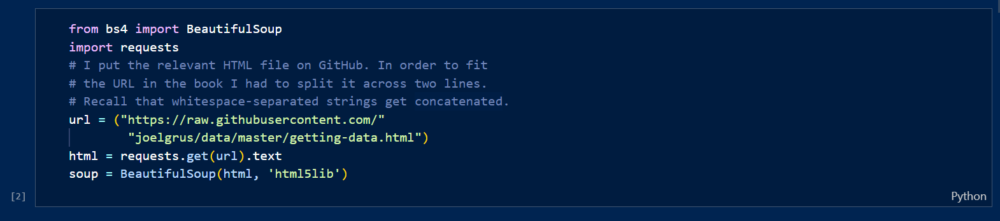 from bs4 import BeautifulSoup
import requests
# I put the relevant HTML file on GitHub. In order to fit
# the URL in the book I had to split it across two lines.
# Recall that whitespace-separated strings get concatenated.
url = ("https://raw.githubusercontent.com/"
        "joelgrus/data/master/getting-data.html")
html = requests.get(url).text
soup = BeautifulSoup(html, 'html5lib')
[2]
Python